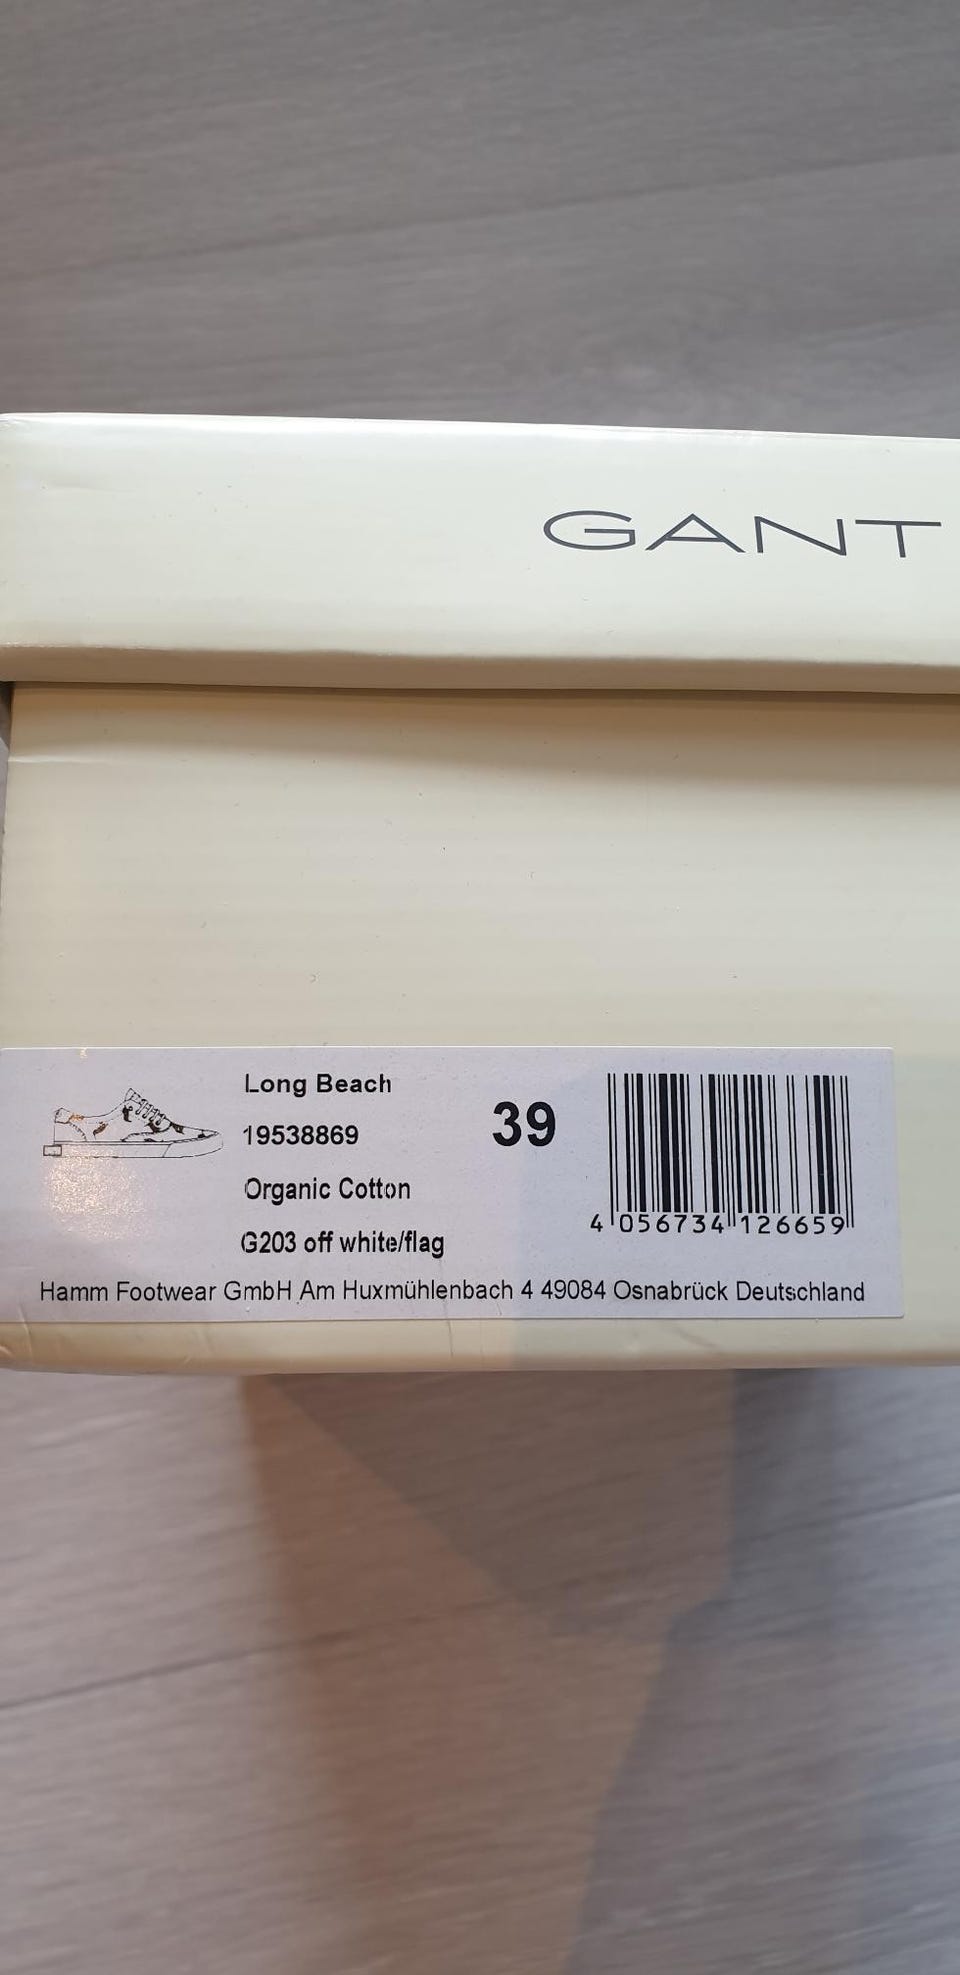 GANT
Long Beach
19538869
39
Organic Cotton
G203 off white/flag
4 056734 126659
Hamm Footwear GmbH Am Huxmühlenbach 4 49084 Osnabrück Deutschland